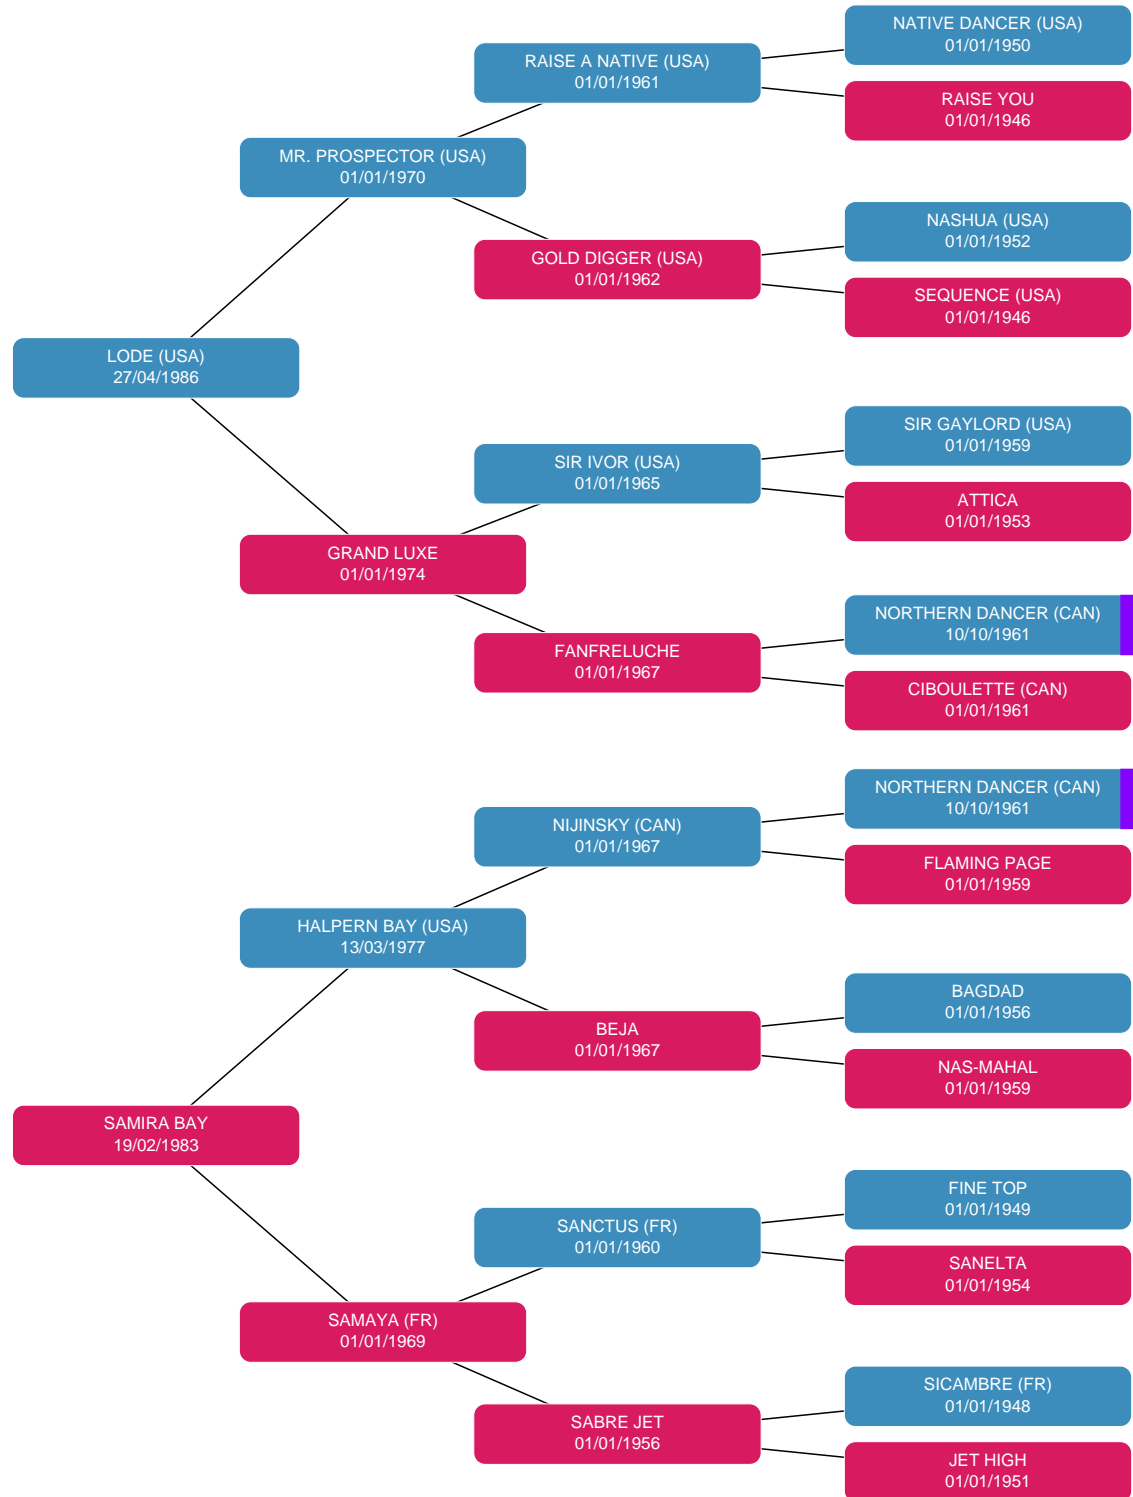 NATIVE DANCER (USA)
01/01/1950
RAISE A NATIVE (USA)
01/01/1961
RAISE YOU
01/01/1946
MR. PROSPECTOR (USA)
01/01/1970
NASHUA (USA)
01/01/1952
GOLD DIGGER (USA)
01/01/1962
SEQUENCE (USA)
01/01/1946
LODE (USA)
27/04/1986
SIR GAYLORD (USA)
01/01/1959
SIR IVOR (USA)
01/01/1965
ATTICA
01/01/1953
GRAND LUXE
01/01/1974
NORTHERN DANCER (CAN)
10/10/1961
FANFRELUCHE
01/01/1967
CIBOULETTE (CAN)
01/01/1961
NORTHERN DANCER (CAN)
10/10/1961
NIJINSKY (CAN)
01/01/1967
FLAMING PAGE
01/01/1959
HALPERN BAY (USA)
13/03/1977
BAGDAD
01/01/1956
BEJA
01/01/1967
NAS-MAHAL
01/01/1959
SAMIRA BAY
19/02/1983
FINE TOP
01/01/1949
SANCTUS (FR)
01/01/1960
SANELTA
01/01/1954
SAMAYA (FR)
01/01/1969
SICAMBRE (FR)
01/01/1948
SABRE JET
01/01/1956
JET HIGH
01/01/1951